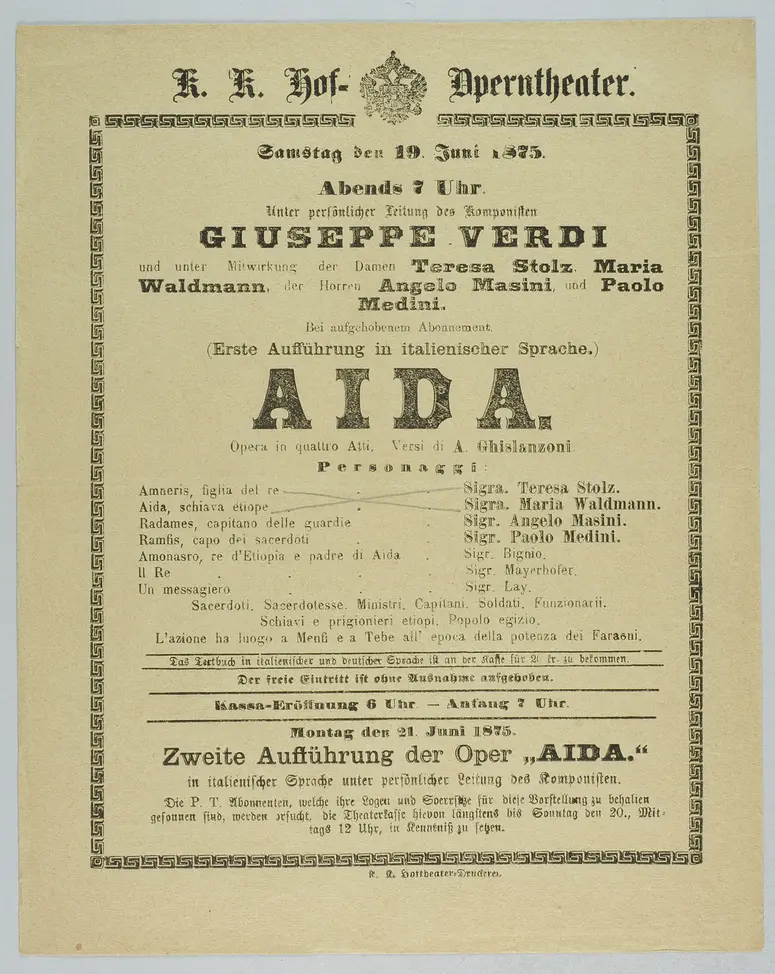 K. K. Hof- Operntheater.
Samstag den 19. Juni 1875.
Abends 7 Uhr.
Unter persönlicher Leitung des Komponisten
GIUSEPPE VERDI
und unter Mitwirkung der Damen Teresa Stolz, Maria
Waldmann, der Herren Angelo Masini, und Paolo
Medini.
Bei aufgehobenem Abonnement.
(Erste Aufführung in italienischer Sprache.)
AIDA.
Opera in quattro Atti, Versi di A. Ghislanzoni
Personaggi:
Amneris, figlia del re . . Sigra. Teresa Stolz.
Aida, schiava etiope . . . Sigra. Maria Waldmann.
Radames, capitano delle guardie . Sigr. Angelo Masini.
Ramfis, capo dei sacerdoti . . Sigr. Paolo Medini.
Amonasro, re d'Etiopia e padre di Aida . Sigr. Bignio.
Il Re . . . . Sigr. Mayerhofer.
Un messagiero . . . Sigr. Lay.
Sacerdoti, Sacerdotesse, Ministri, Capitani, Soldati, Funzionarii.
Schiavi e prigionieri etiopi, Popolo egizio.
L'azione ha luogo a Menfi e a Tebe all' epoca della potenza dei Faraoni.
Das Textbuch in italienischer und deutscher Sprache ist an der Kasse für kr. zu bekommen.
Der freie Eintritt ist ohne Ausnahme aufgehoben.
Kassa-Eröffnung 6 Uhr. — Anfang 7 Uhr.
Montag den 21. Juni 1875.
Zweite Aufführung der Oper „AIDA.“
in italienischer Sprache unter persönlicher Leitung des Komponisten.
Die P. T. Abonnenten, welche ihre Logen und Sperrsitze für diese Vorstellung zu behalten
gesonnen sind, werden ersucht, die Theaterkasse hievon längstens bis Sonntag den 20., Mit-
tags 12 Uhr, in Kenntniß zu setzen.
K. K. Hoftheater-Druckerei.